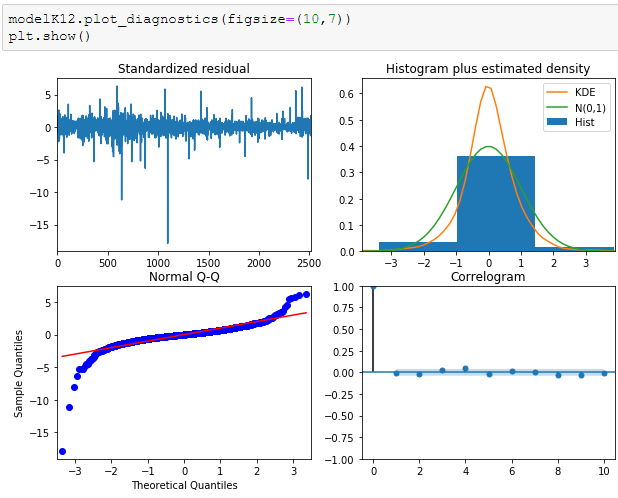 modelK12.plot_diagnostics(figsize=(10,7))
plt.show()
Standardized residual
5
0
−5
−10
−15
0 500 1000 1500 2000 2500
Histogram plus estimated density
KDE
N(0,1)
Hist
0.6
0.5
0.4
0.3
0.2
0.1
0.0
−3 −2 −1 0 1 2 3
Normal Q-Q
Sample Quantiles
5
0
−5
−10
−15
−3 −2 −1 0 1 2 3
Theoretical Quantiles
Correlogram
1.00
0.75
0.50
0.25
0.00
−0.25
−0.50
−0.75
−1.00
0 2 4 6 8 10